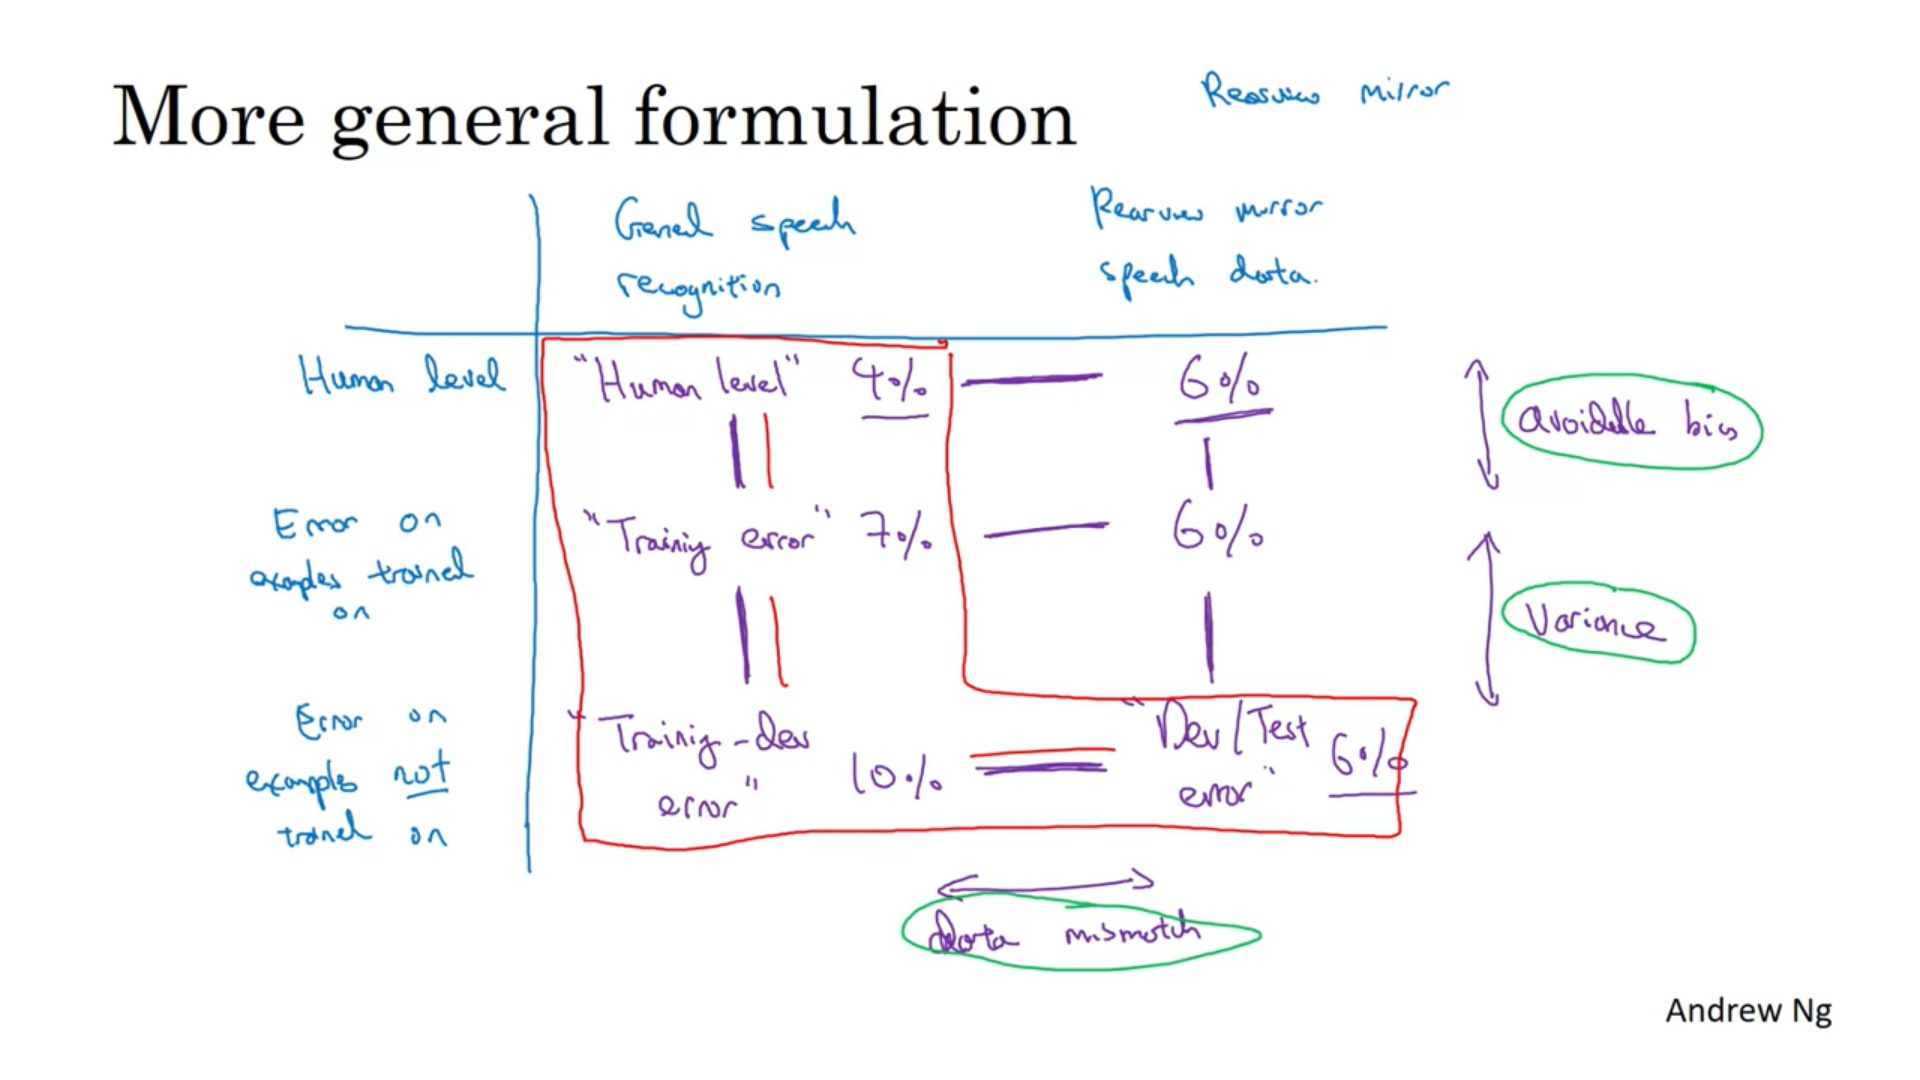 More general formulation
Rearview mirror
General speech
recognition
Rearview mirror
speech data.
Human level
"Human level" 4%
6%
avoidable bias
Error on
examples trained
on
"Training error" 7%
6%
Variance
Error on
examples not
trained on
"Training-dev
error" 10%
"Dev/Test
error" 6%
data mismatch
Andrew Ng